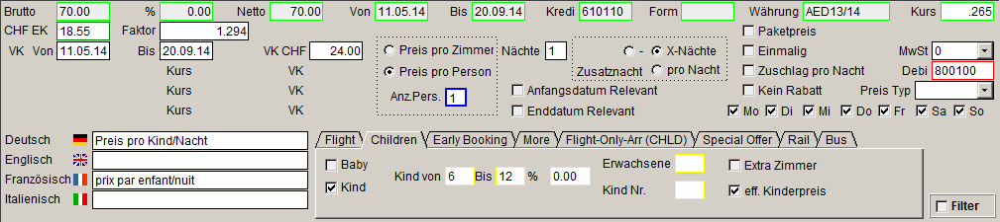 Brutto 70.00 % 0.00 Netto 70.00 Von 11.05.14 Bis 20.09.14 Kredi 610110 Form Währung AED13/14 Kurs .265
CHF EK 18.55 Faktor 1.294 Paketpreis
VK Von 11.05.14 Bis 20.09.14 VK CHF 24.00 Preis pro Zimmer Nächte 1 - X-Nächte Einmalig MwSt 0
Kurs VK Preis pro Person Zusatznacht pro Nacht Zuschlag pro Nacht Debi 800100
Kurs VK Anz.Pers. 1 Anfangsdatum Relevant Kein Rabatt Preis Typ
Kurs VK Enddatum Relevant Mo Di Mi Do Fr Sa So
Deutsch Preis pro Kind/Nacht Flight Children Early Booking More Flight-Only-Arr (CHLD) Special Offer Rail Bus
Englisch Baby Erwachsene Extra Zimmer
Französisch prix par enfant/nuit Kind Kind von 6 Bis 12 % 0.00 Kind Nr. eff. Kinderpreis
Italienisch Filter